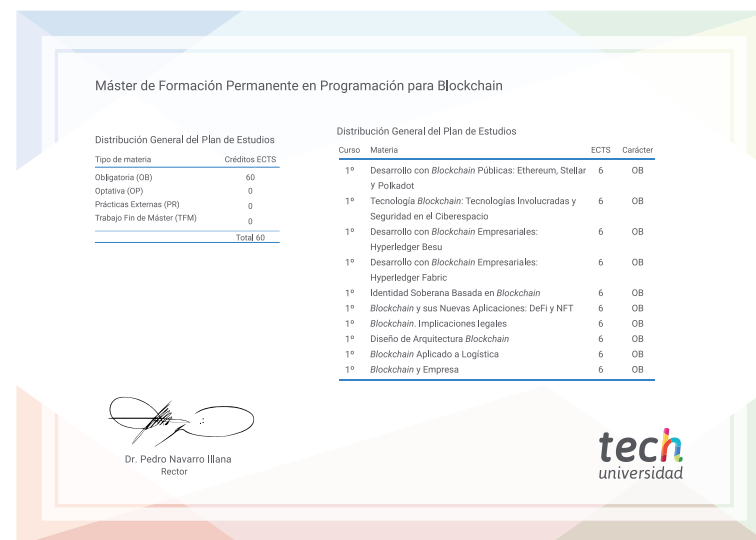 Máster de Formación Permanente en Programación para Blockchain
Distribución General del Plan de Estudios
Tipo de materia Créditos ECTS
Obligatoria (OB) 60
Optativa (OP) 0
Prácticas Externas (PR) 0
Trabajo Fin de Máster (TFM) 0
Total 60
Distribución General del Plan de Estudios
Curso Materia ECTS Carácter
1º Desarrollo con Blockchain Públicas: Ethereum, Stellar 6 OB
y Polkadot
1º Tecnología Blockchain: Tecnologías Involucradas y 6 OB
Seguridad en el Ciberespacio
1º Desarrollo con Blockchain Empresariales: 6 OB
Hyperledger Besu
1º Desarrollo con Blockchain Empresariales: 6 OB
Hyperledger Fabric
1º Identidad Soberana Basada en Blockchain 6 OB
1º Blockchain y sus Nuevas Aplicaciones: DeFi y NFT 6 OB
1º Blockchain. Implicaciones legales 6 OB
1º Diseño de Arquitectura Blockchain 6 OB
1º Blockchain Aplicado a Logística 6 OB
1º Blockchain y Empresa 6 OB
Dr. Pedro Navarro Illana
Rector
tech
universidad